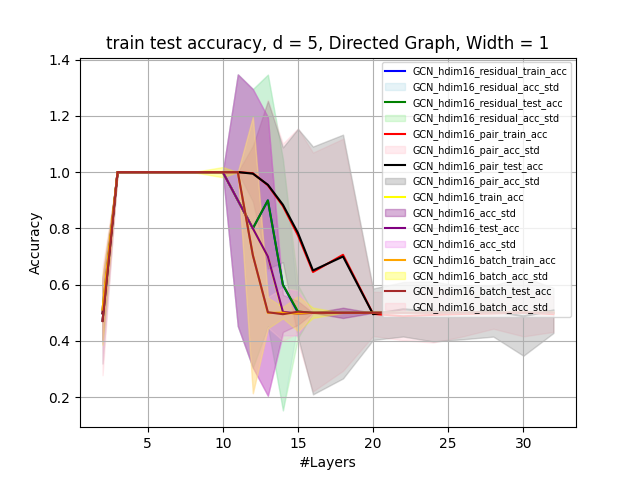 train test accuracy, d = 5, Directed Graph, Width = 1
1.4
1.2
1.0
0.8
0.6
0.4
0.2
Accuracy
GCN_hdim16_residual_train_acc
GCN_hdim16_residual_acc_std
GCN_hdim16_residual_test_acc
GCN_hdim16_residual_acc_std
GCN_hdim16_pair_train_acc
GCN_hdim16_pair_acc_std
GCN_hdim16_pair_test_acc
GCN_hdim16_pair_acc_std
GCN_hdim16_train_acc
GCN_hdim16_acc_std
GCN_hdim16_test_acc
GCN_hdim16_acc_std
GCN_hdim16_batch_train_acc
GCN_hdim16_batch_acc_std
GCN_hdim16_batch_test_acc
GCN_hdim16_batch_acc_std
5 10 15 20 25 30
#Layers